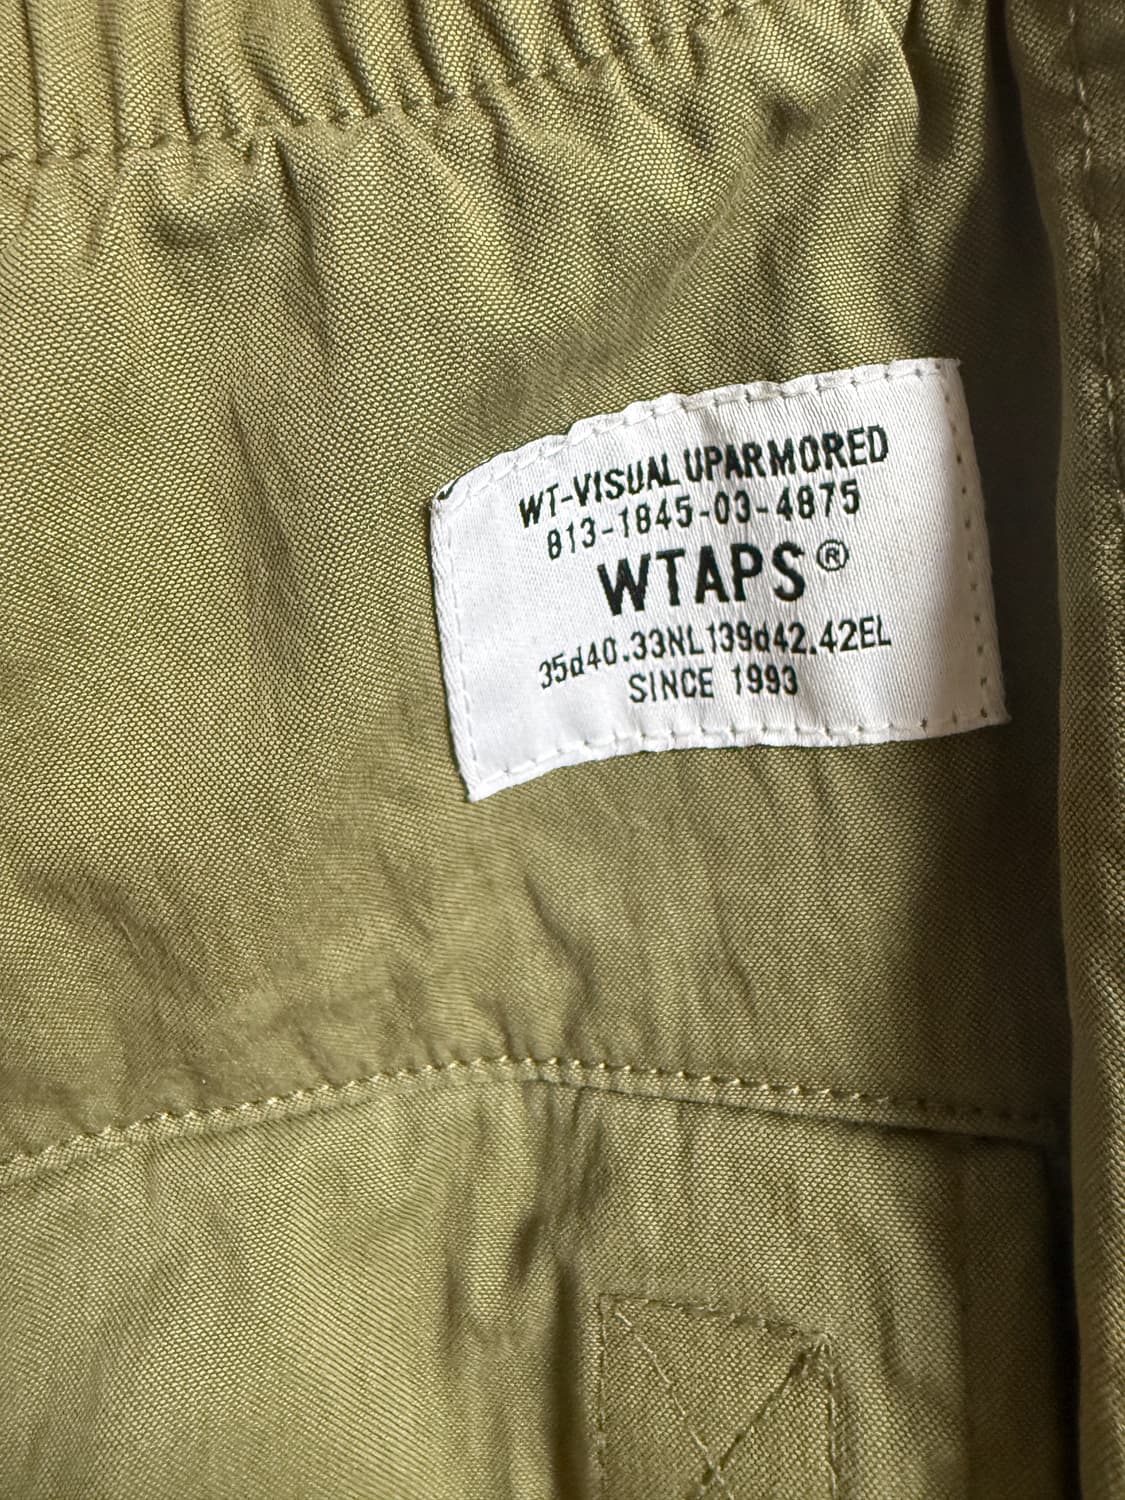 WT-VISUAL UPARMORED
813-1845-03-4875
WTAPS®
35d40.33NL139d42.42EL
SINCE 1993